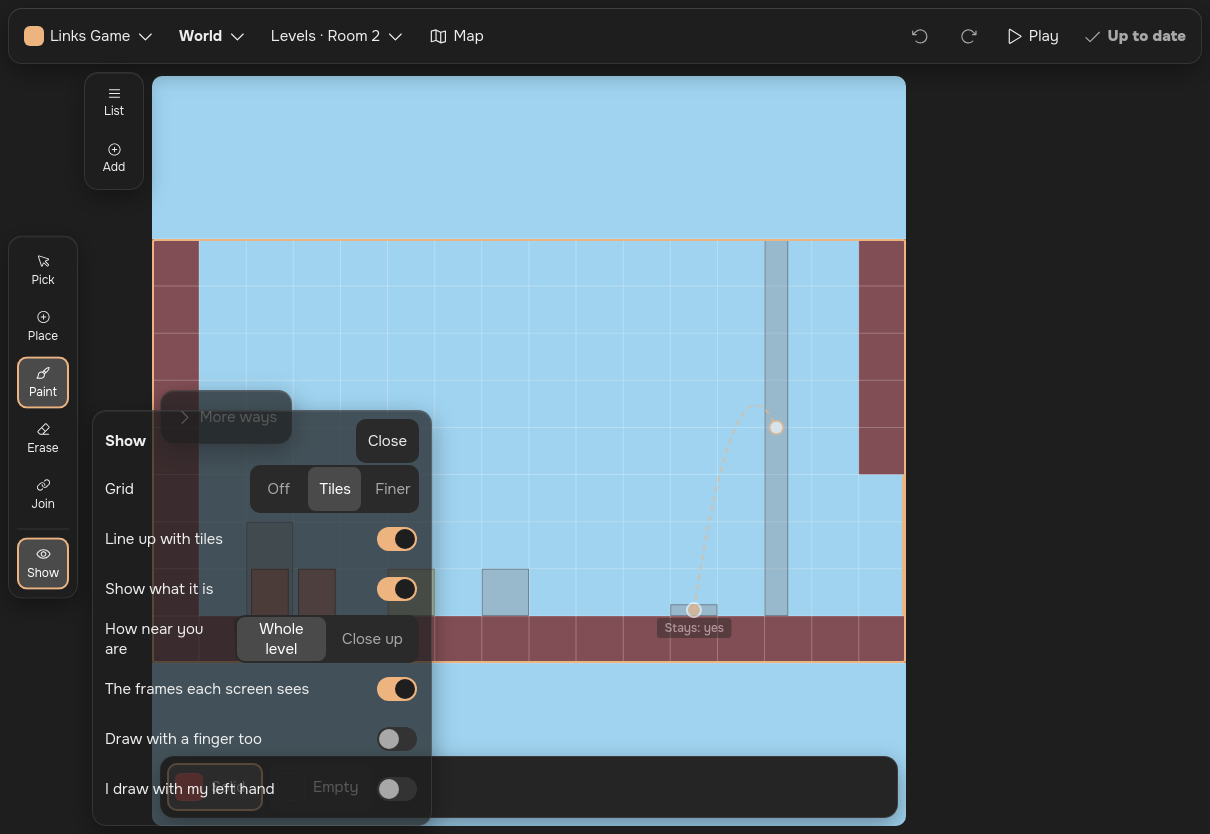 Links Game
World
Levels · Room 2
Map
Play
Up to date
List
Add
Pick
Place
Paint
Erase
Join
Show
More ways
Show
Close
Grid
Off
Tiles
Finer
Line up with tiles
Show what it is
How near you
are
Whole
level
Close up
The frames each screen sees
Draw with a finger too
I draw with my left hand
Empty
Stays: yes